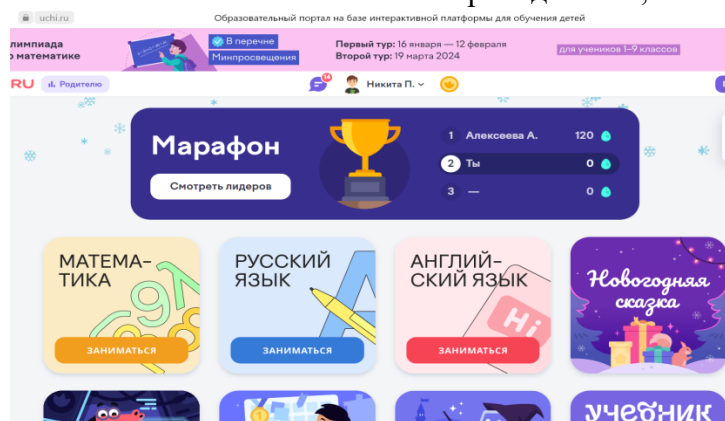 uchi.ru
Образовательный портал на базе интерактивной платформы для обучения детей
лимпиада
о математике
В перечне
Минпросвещения
Первый тур: 16 января — 12 февраля
Второй тур: 19 марта 2024
для учеников 1–9 классов
RU
Родителю
14
Никита П.
Марафон
Смотреть лидеров
1 Алексеева А. 120
2 Ты 0
3 — 0
МАТЕМА-
ТИКА
ЗАНИМАТЬСЯ
РУССКИЙ
ЯЗЫК
ЗАНИМАТЬСЯ
АНГЛИЙ-
СКИЙ ЯЗЫК
Hi
ЗАНИМАТЬСЯ
Новогодняя
сказка
учебник